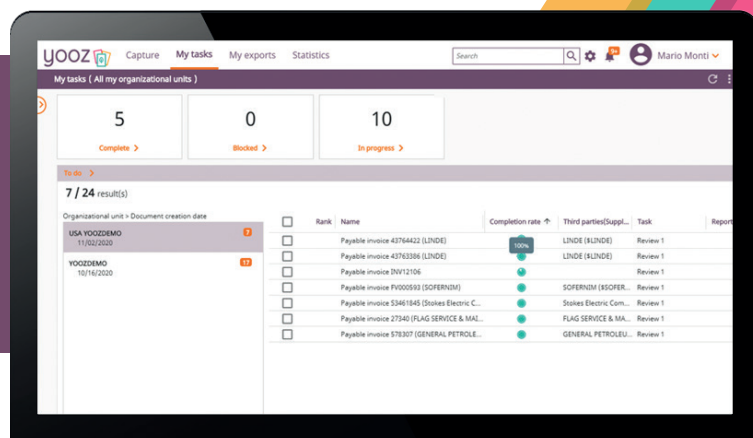 yooz Capture My tasks My exports Statistics Search 9+ Mario Monti
My tasks ( All my organizational units )
5 0 10
Complete > Blocked > In progress >
To do >
7 / 24 result(s)
Organizational unit > Document creation date
Rank Name Completion rate ↑ Third parties(Suppl... Task Report
USA YOOZDEMO 7
11/02/2020
YOOZDEMO 17
10/16/2020
Payable invoice 43764422 (LINDE) LINDE ($LINDE) Review 1
100%
Payable invoice 43763386 (LINDE) LINDE ($LINDE) Review 1
Payable invoice INV12106 Review 1
Payable invoice FV000593 (SOFERNIM) SOFERNIM ($SOFER... Review 1
Payable invoice 53461845 (Stokes Electric C... Stokes Electric Com... Review 1
Payable invoice 27340 (FLAG SERVICE & MAI... FLAG SERVICE & MA... Review 1
Payable invoice 578307 (GENERAL PETROLE... GENERAL PETROLEU... Review 1